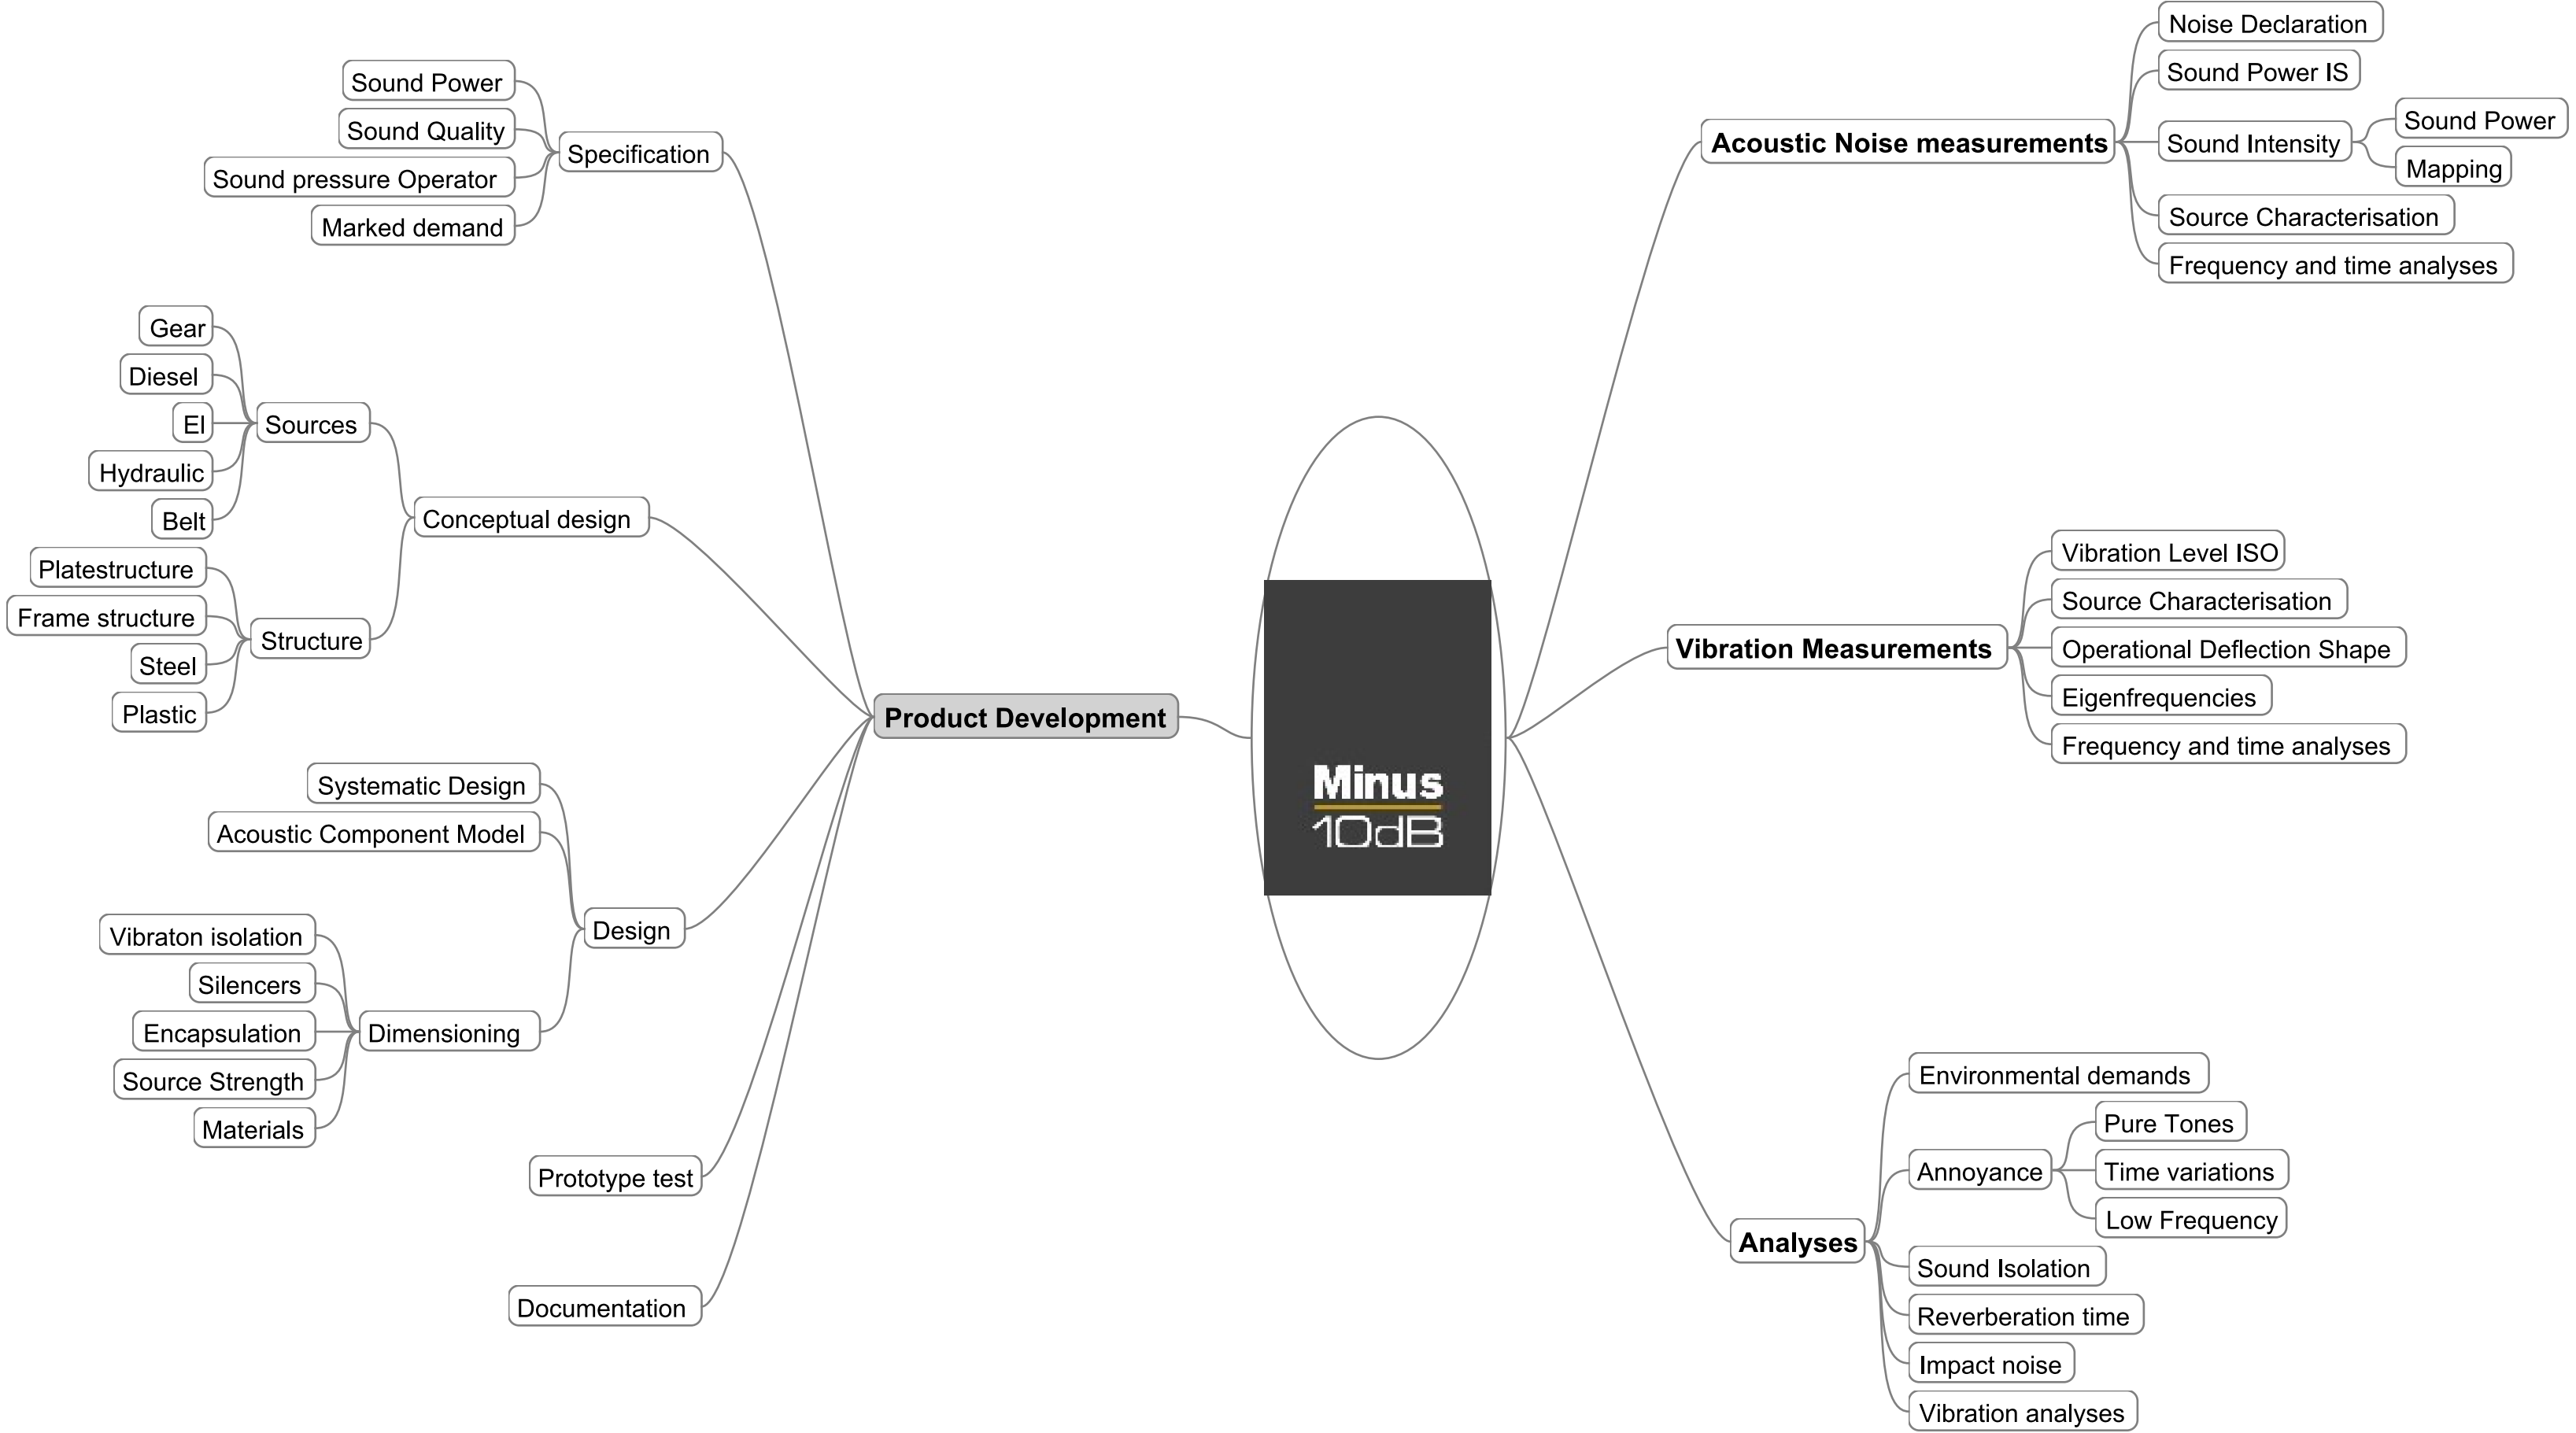 Sound Power
Sound Quality
Sound pressure Operator
Marked demand
Specification
Gear
Diesel
El
Hydraulic
Belt
Sources
Platestructure
Frame structure
Steel
Plastic
Structure
Conceptual design
Systematic Design
Acoustic Component Model
Vibraton isolation
Silencers
Encapsulation
Source Strength
Materials
Dimensioning
Design
Prototype test
Documentation
Product Development
Minus
10dB
Acoustic Noise measurements
Noise Declaration
Sound Power IS
Sound Intensity
Sound Power
Mapping
Source Characterisation
Frequency and time analyses
Vibration Measurements
Vibration Level ISO
Source Characterisation
Operational Deflection Shape
Eigenfrequencies
Frequency and time analyses
Analyses
Environmental demands
Annoyance
Pure Tones
Time variations
Low Frequency
Sound Isolation
Reverberation time
Impact noise
Vibration analyses